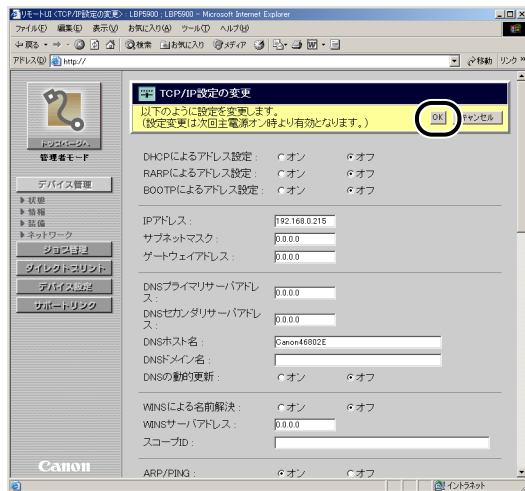 リモートUI <TCP/IP設定の変更> : LBP5900 ; LBP5900 - Microsoft Internet Explorer
ファイル(F) 編集(E) 表示(V) お気に入り(A) ツール(T) ヘルプ(H)
戻る 検索 お気に入り メディア
アドレス(D) http:// 移動 リンク »
トップページへ
管理者モード
デバイス管理
状態
情報
装備
ネットワーク
ジョブ管理
ダイレクトプリント
デバイス設定
サポートリンク
Canon
TCP/IP設定の変更
以下のように設定を変更します。
(設定変更は次回主電源オン時より有効となります。)
OK キャンセル
DHCPによるアドレス設定 : オン オフ
RARPによるアドレス設定 : オン オフ
BOOTPによるアドレス設定 : オン オフ
IPアドレス : 192.168.0.215
サブネットマスク : 0.0.0.0
ゲートウェイアドレス : 0.0.0.0
DNSプライマリサーバアドレス : 0.0.0.0
DNSセカンダリサーバアドレス : 0.0.0.0
DNSホスト名 : Canon46802E
DNSドメイン名 :
DNSの動的更新 : オン オフ
WINSによる名前解決 : オン オフ
WINSサーバアドレス : 0.0.0.0
スコープID :
ARP/PING : オン オフ
イントラネット